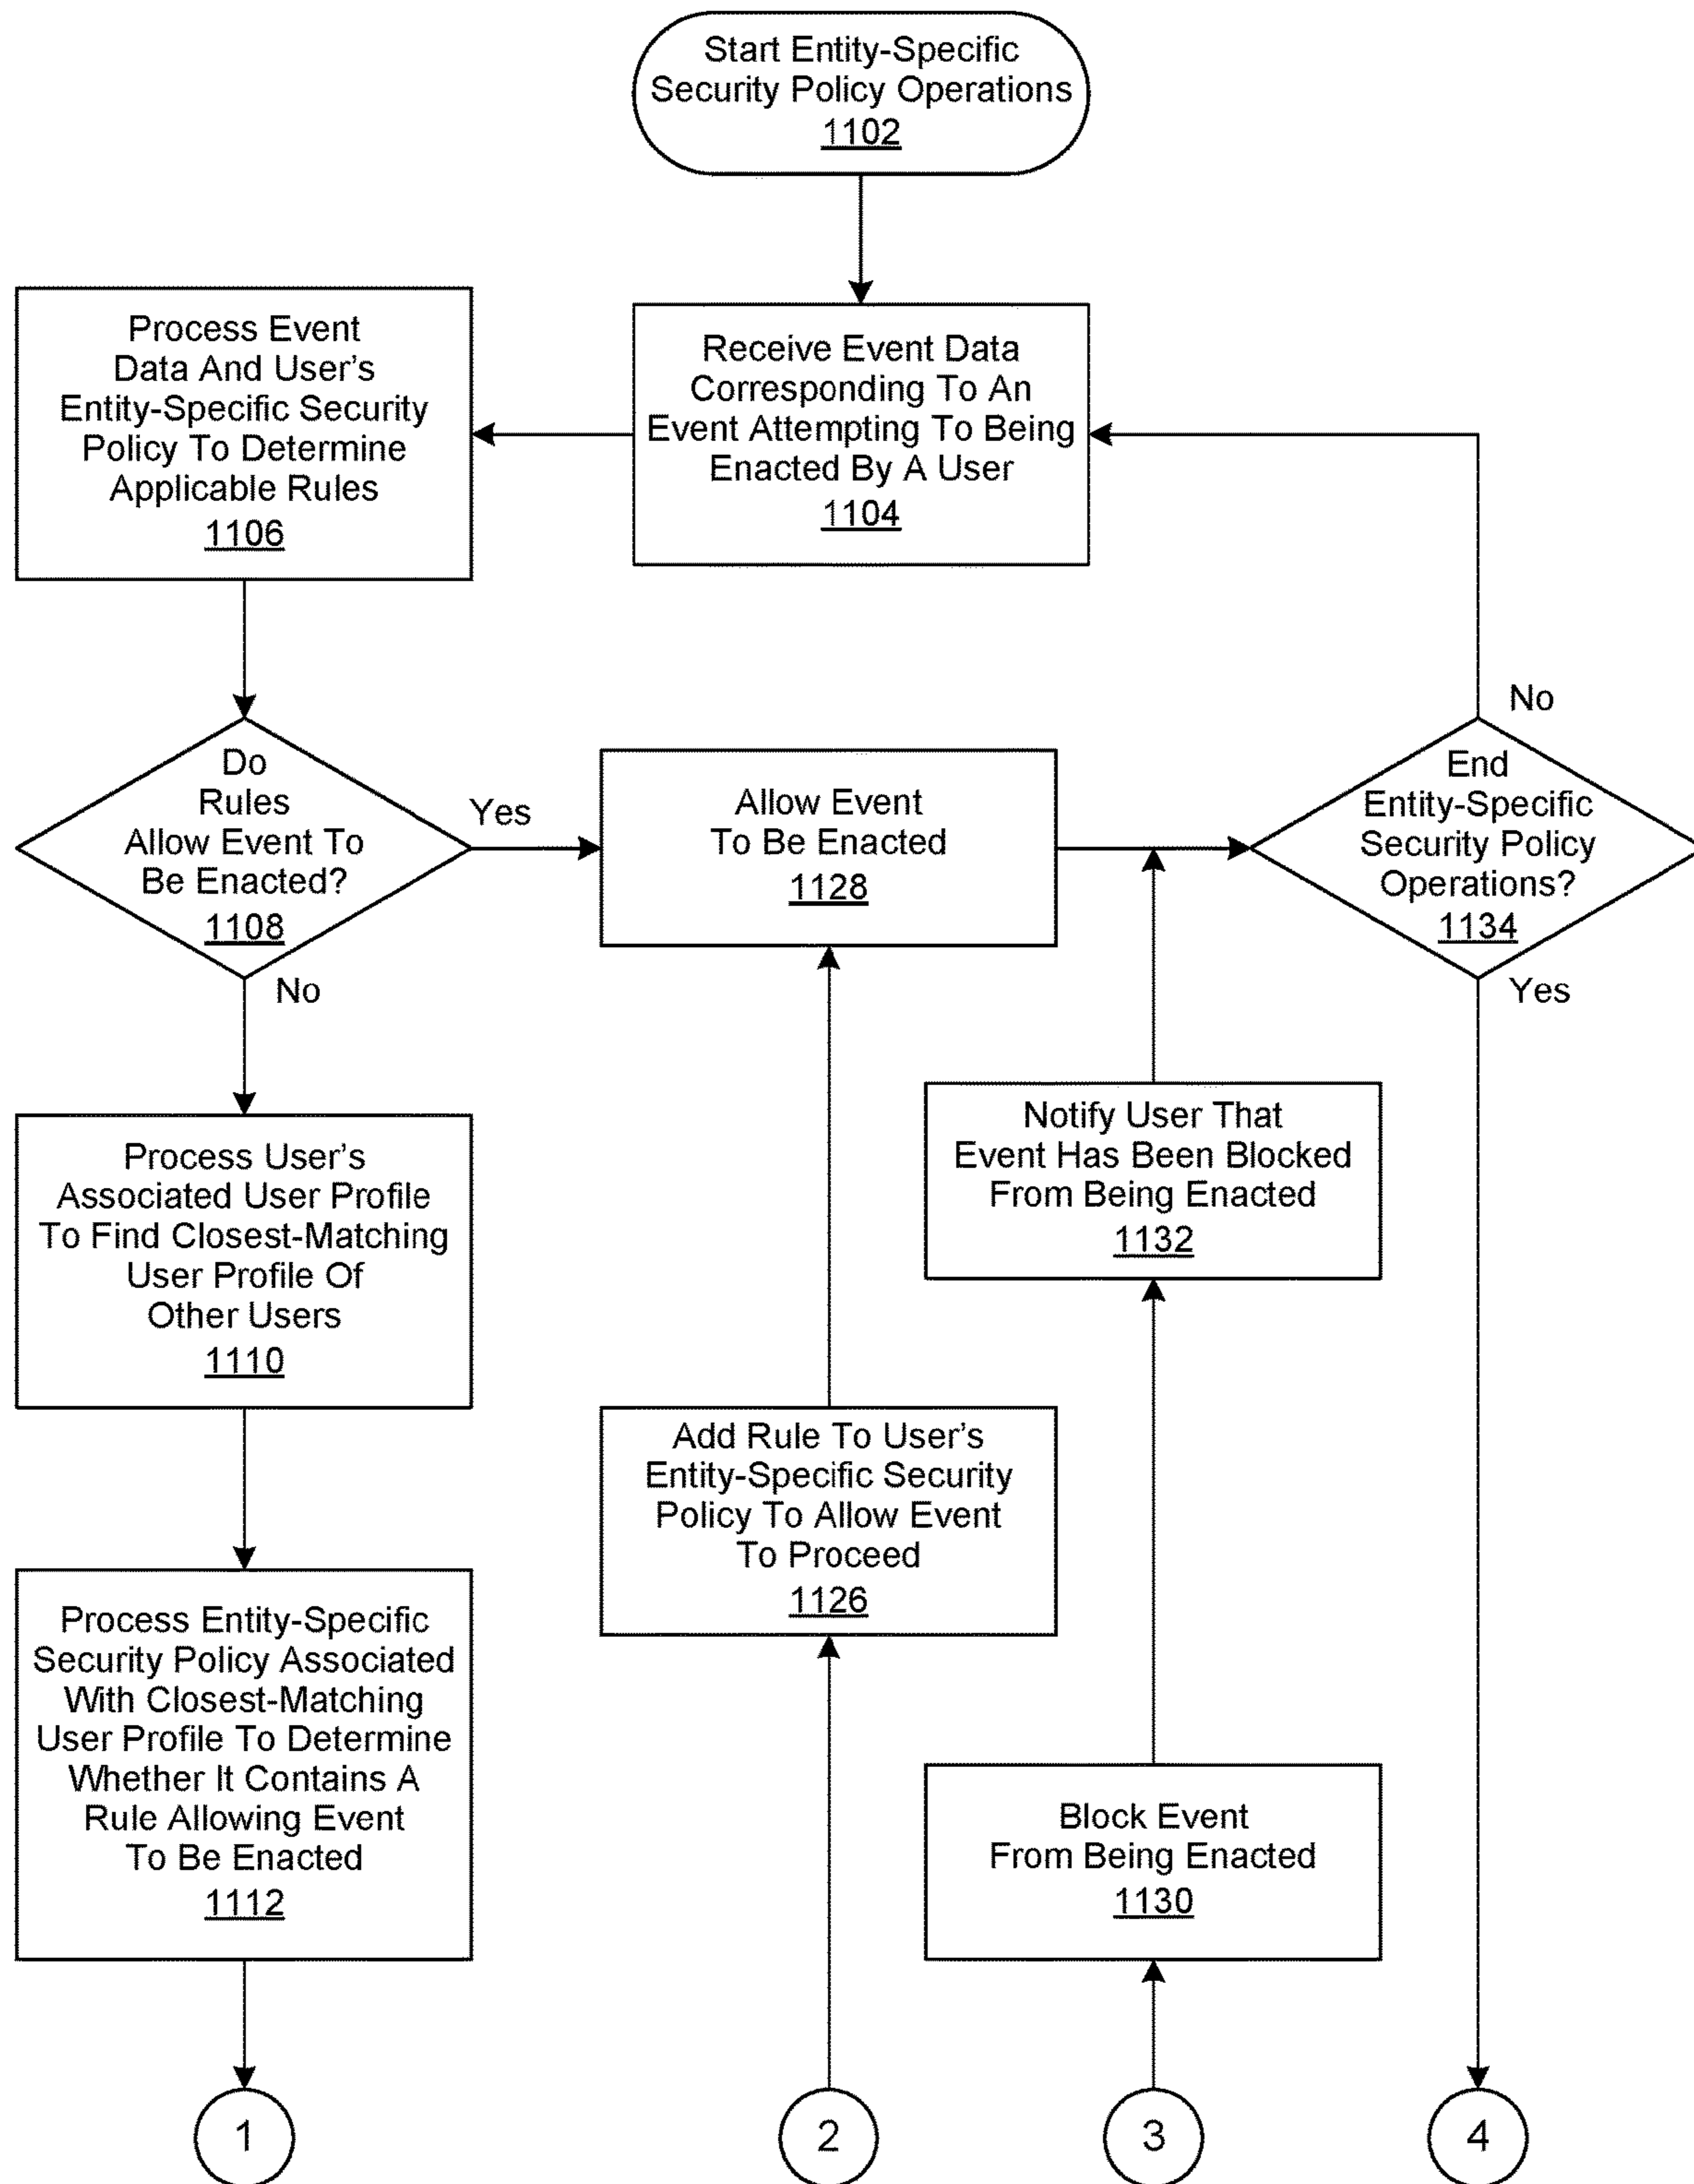 Start Entity-Specific
Security Policy Operations
1102
Process Event
Data And User's
Entity-Specific Security
Policy To Determine
Applicable Rules
1106
Receive Event Data
Corresponding To An
Event Attempting To Being
Enacted By A User
1104
Do
Rules
Allow Event To
Be Enacted?
1108
Yes
No
Allow Event
To Be Enacted
1128
No
End
Entity-Specific
Security Policy
Operations?
1134
Yes
Process User's
Associated User Profile
To Find Closest-Matching
User Profile Of
Other Users
1110
Notify User That
Event Has Been Blocked
From Being Enacted
1132
Add Rule To User's
Entity-Specific Security
Policy To Allow Event
To Proceed
1126
Process Entity-Specific
Security Policy Associated
With Closest-Matching
User Profile To Determine
Whether It Contains A
Rule Allowing Event
To Be Enacted
1112
Block Event
From Being Enacted
1130
1
2
3
4